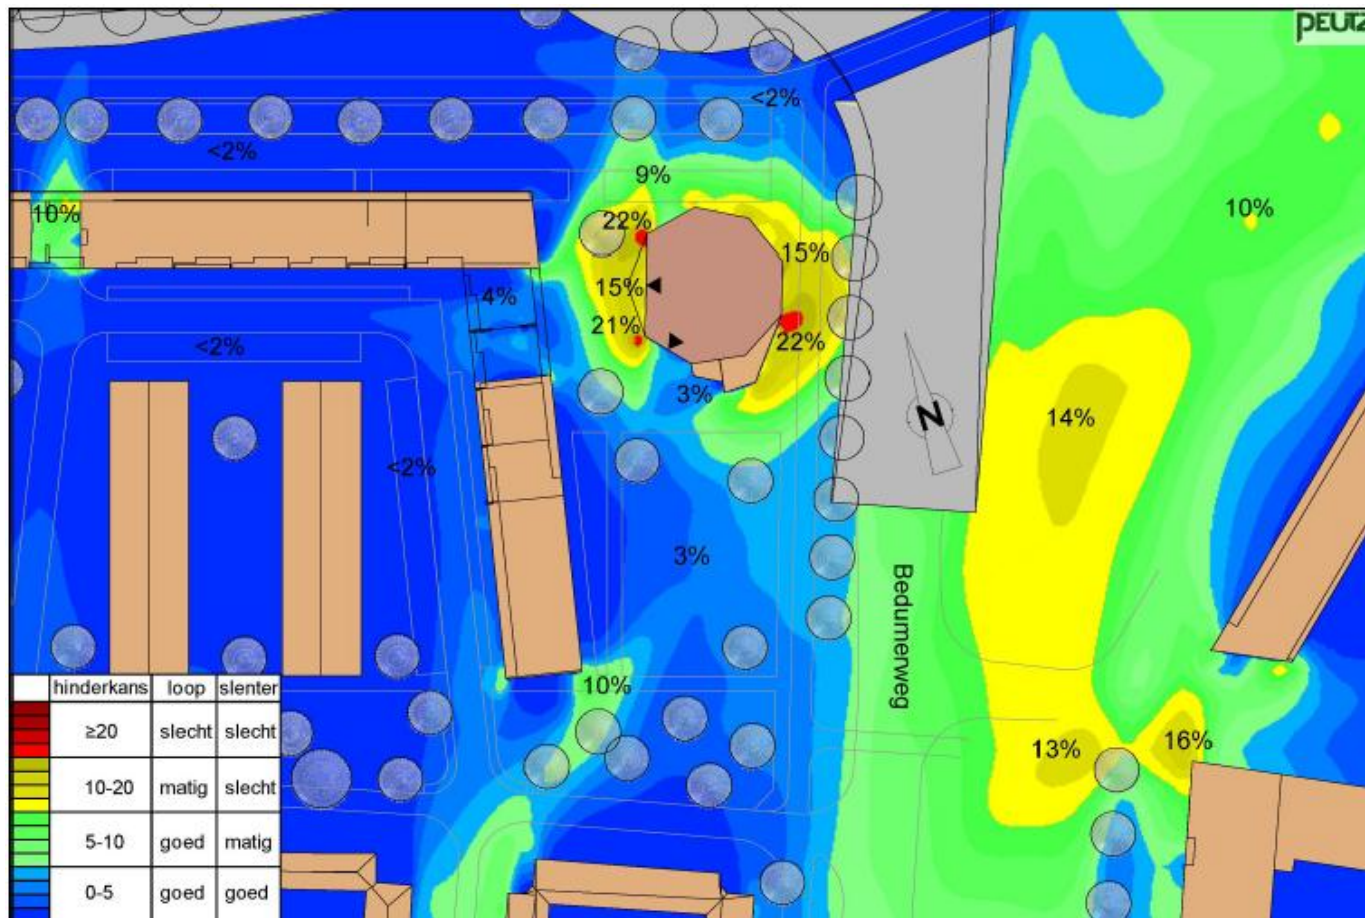 PEUTZ
<2%
<2%
9%
10%
22%
10%
15%
4%
15%
21%
22%
<2%
3%
14%
N
<2%
3%
Bedumerweg
10%
13%
16%
hinderkans loop slenter
≥20 slecht slecht
10-20 matig slecht
5-10 goed matig
0-5 goed goed